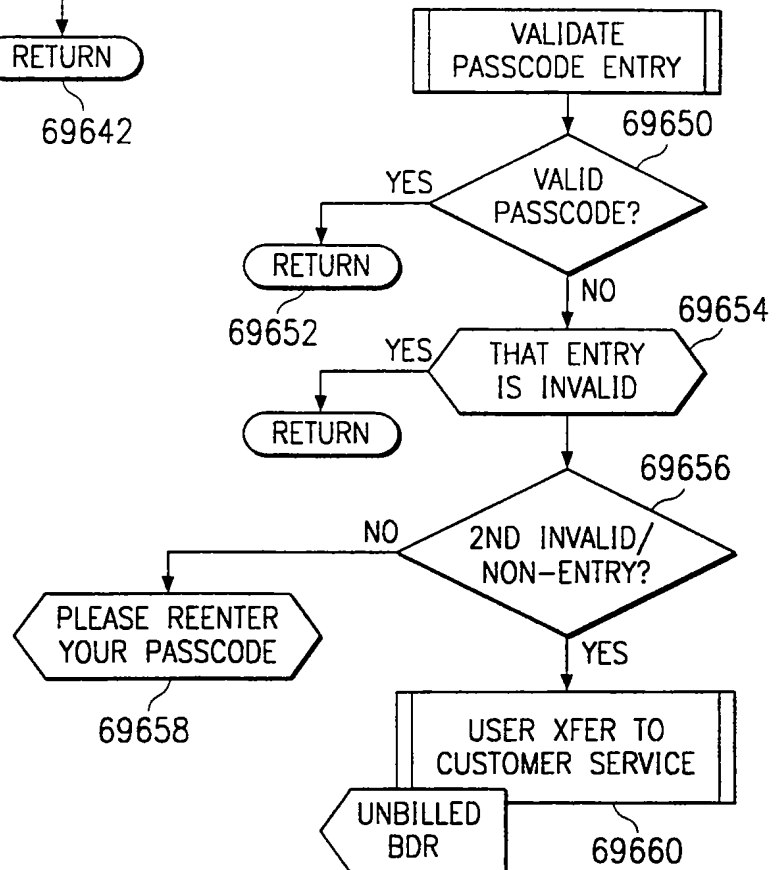 RETURN
69642
VALIDATE
PASSCODE ENTRY
69650
VALID
PASSCODE?
YES
RETURN
69652
NO
69654
THAT ENTRY
IS INVALID
YES
RETURN
69656
2ND INVALID/
NON-ENTRY?
NO
PLEASE REENTER
YOUR PASSCODE
69658
YES
USER XFER TO
CUSTOMER SERVICE
69660
UNBILLED
BDR